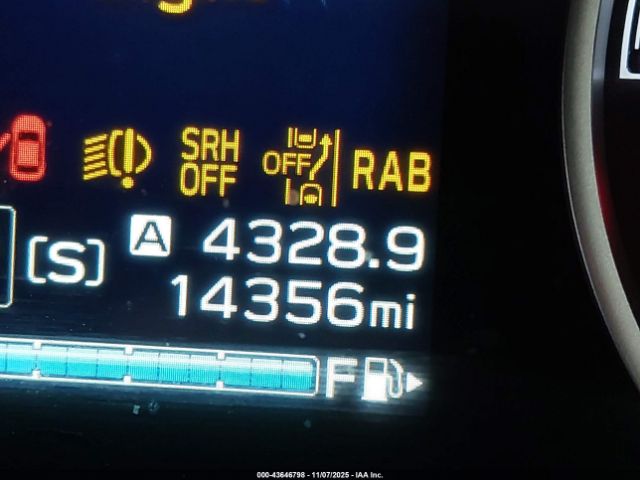 SRH
OFF
OFF
RAB
[S]
A 4328.9
14356mi
F
000-43646798 - 11/07/2025 - IAA Inc.